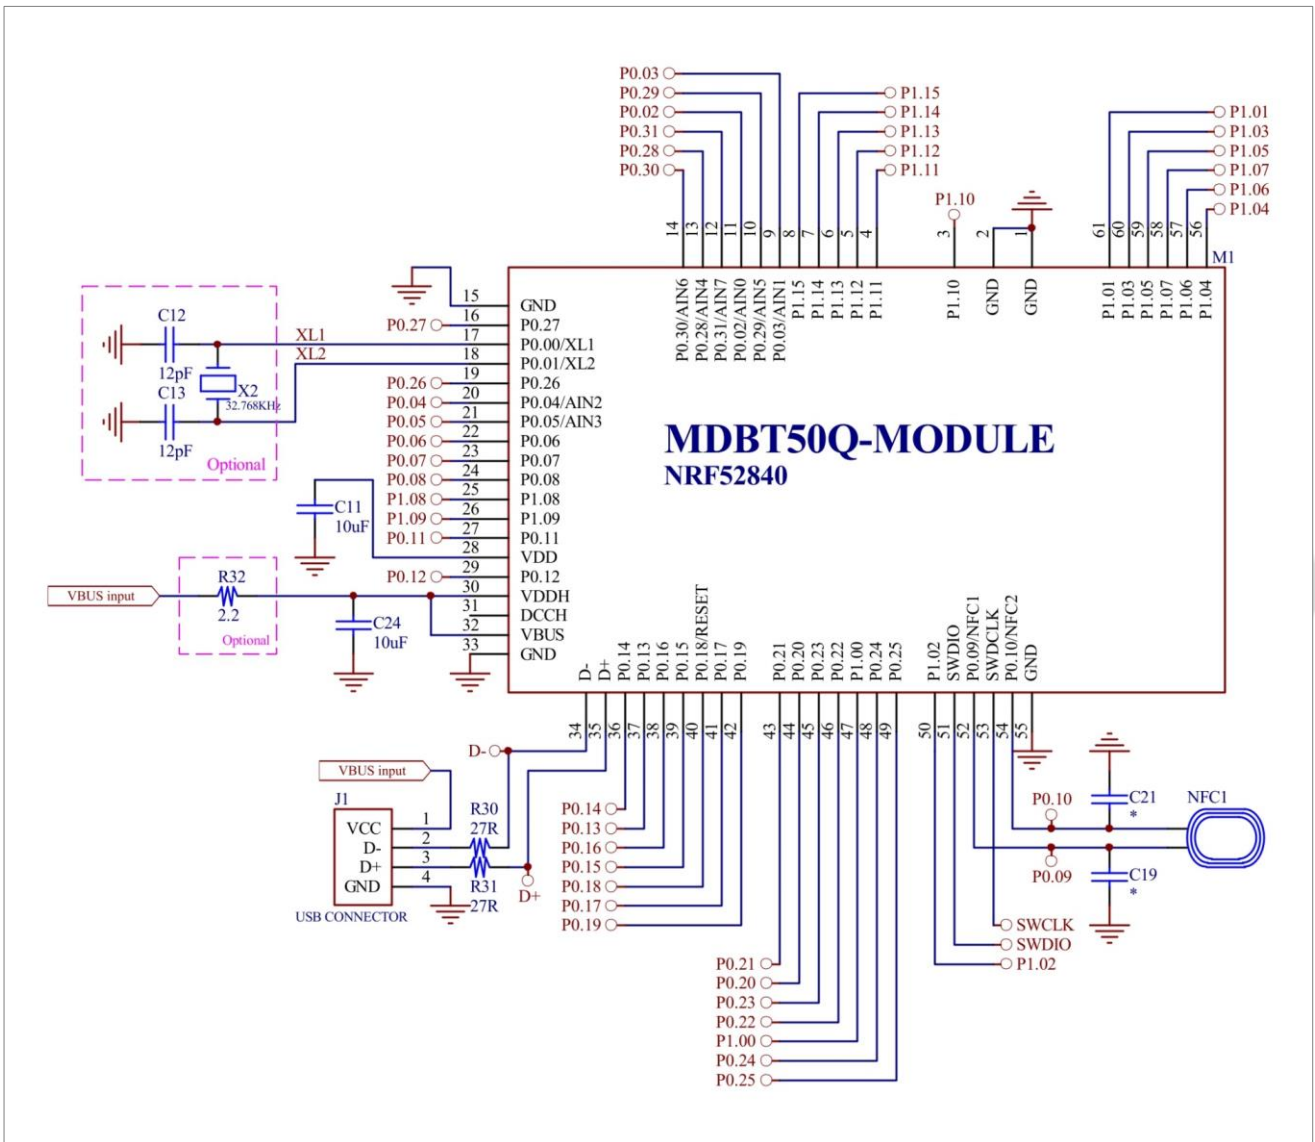 P0.03
P0.29
P0.02
P0.31
P0.28
P0.30
P1.15
P1.14
P1.13
P1.12
P1.11
P1.10
P1.01
P1.03
P1.05
P1.07
P1.06
P1.04
14
13
12
11
10
9
8
7
6
5
4
3
2
1
61
60
59
58
57
56
M1
P0.30/AIN6
P0.28/AIN4
P0.31/AIN7
P0.02/AIN0
P0.29/AIN5
P0.03/AIN1
P1.15
P1.14
P1.13
P1.12
P1.11
P1.10
GND
GND
P1.01
P1.03
P1.05
P1.07
P1.06
P1.04
15 GND
P0.27 16 P0.27
XL1 17 P0.00/XL1
XL2 18 P0.01/XL2
P0.26 19 P0.26
P0.04 20 P0.04/AIN2
P0.05 21 P0.05/AIN3
P0.06 22 P0.06
P0.07 23 P0.07
P0.08 24 P0.08
P1.08 25 P1.08
P1.09 26 P1.09
P0.11 27 P0.11
28 VDD
P0.12 29 P0.12
30 VDDH
31 DCCH
32 VBUS
33 GND
C12
12pF
C13
12pF
X2
32.768KHz
Optional
C11
10uF
VBUS input
R32
2.2
Optional
C24
10uF
MDBT50Q-MODULE
NRF52840
D-
D+
P0.14
P0.13
P0.16
P0.15
P0.18/RESET
P0.17
P0.19
P0.21
P0.20
P0.23
P0.22
P1.00
P0.24
P0.25
P1.02
SWDIO
P0.09/NFC1
SWDCLK
P0.10/NFC2
GND
34
35
36
37
38
39
40
41
42
43
44
45
46
47
48
49
50
51
52
53
54
55
D-
VBUS input
J1
VCC 1
D- 2
D+ 3
GND 4
USB CONNECTOR
R30
27R
R31
27R
D+
P0.14
P0.13
P0.16
P0.15
P0.18
P0.17
P0.19
P0.21
P0.20
P0.23
P0.22
P1.00
P0.24
P0.25
P0.10
P0.09
C21
*
C19
*
NFC1
SWCLK
SWDIO
P1.02